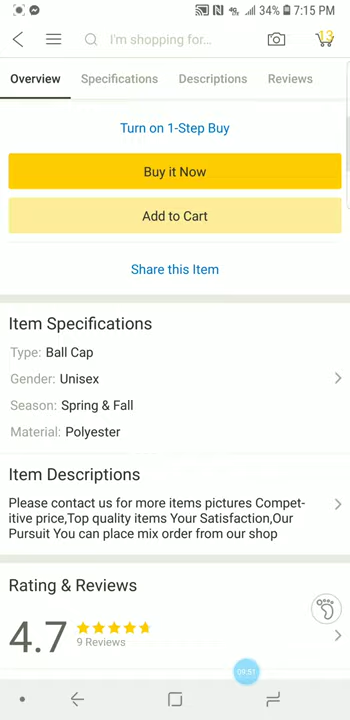 34% 7:15 PM
I'm shopping for...
13
Overview Specifications Descriptions Reviews
Turn on 1-Step Buy
Buy it Now
Add to Cart
Share this Item
Item Specifications
Type: Ball Cap
Gender: Unisex
Season: Spring & Fall
Material: Polyester
Item Descriptions
Please contact us for more items pictures Compet-
itive price,Top quality items Your Satisfaction,Our
Pursuit You can place mix order from our shop
Rating & Reviews
4.7
9 Reviews
09:51